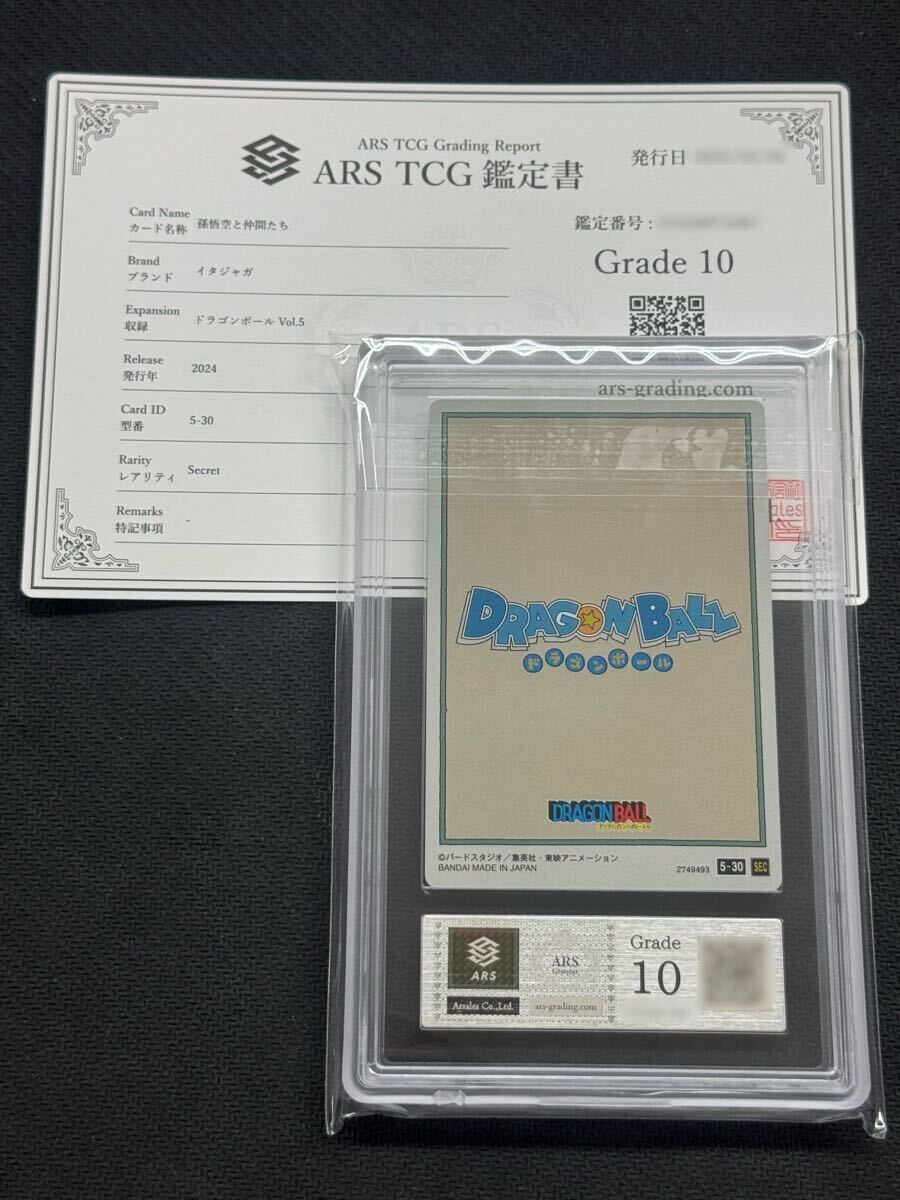 ARS TCG Grading Report
ARS TCG 鑑定書
発行日
鑑定番号 :
Grade 10
Card Name
カード名称 孫悟空と仲間たち
Brand
ブランド イタジャガ
Expansion
収録 ドラゴンボール Vol.5
Release
発行年 2024
Card ID
型番 5-30
Rarity
レアリティ Secret
Remarks
特記事項 -
ars-grading.com
DRAGONBALL
ドラゴンボール
DRAGONBALL
ドラゴンボール
©バードスタジオ/集英社・東映アニメーション
BANDAI MADE IN JAPAN
2749493 5-30 SEC
ARS
Arsales Co.,Ltd.
ARS
Genuine
ars-grading.com
Grade
10